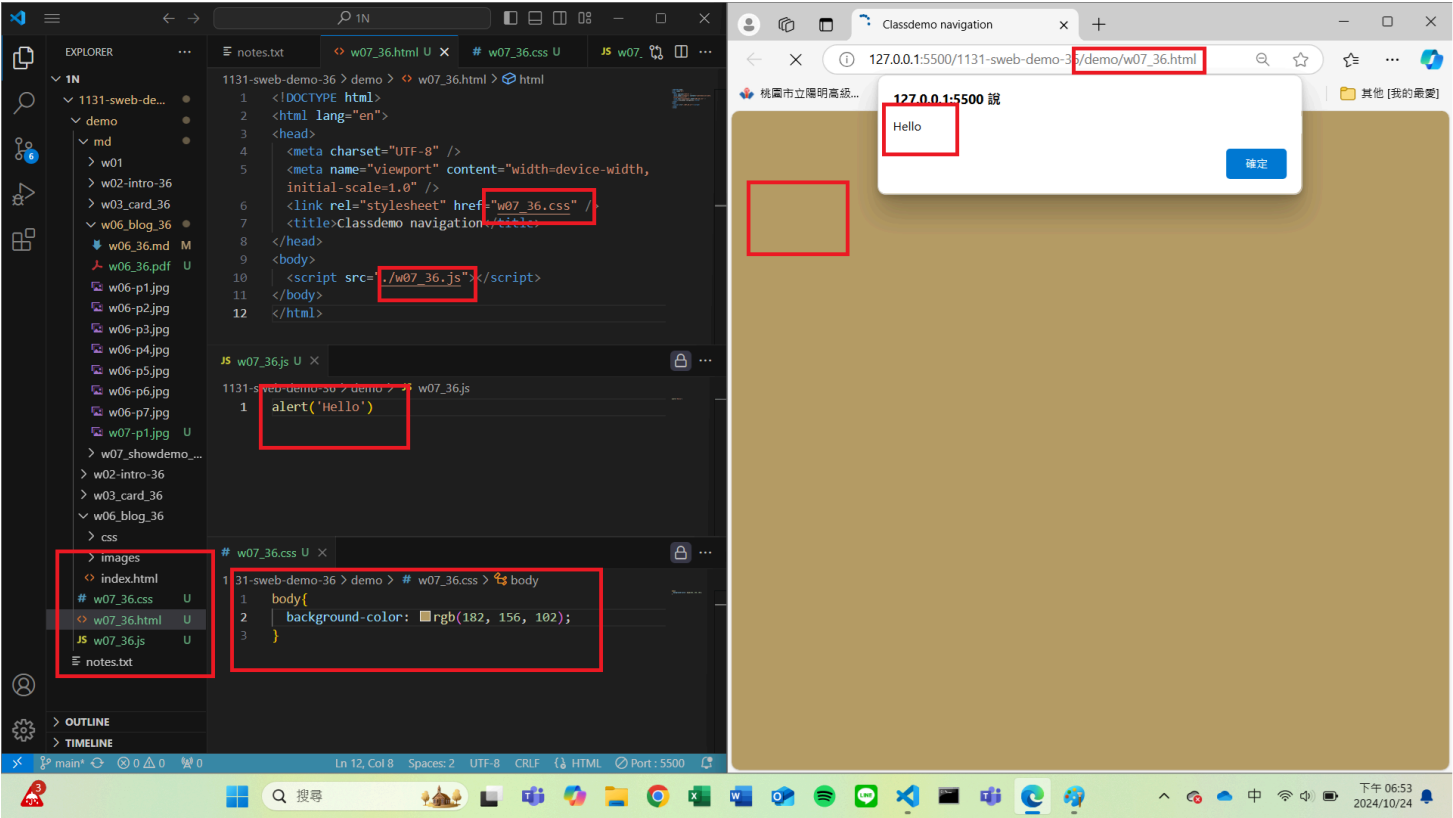 1N
EXPLORER
1N
1131-sweb-de...
demo
md
w01
w02-intro-36
w03_card_36
w06_blog_36
w06_36.md M
w06_36.pdf U
w06-p1.jpg
w06-p2.jpg
w06-p3.jpg
w06-p4.jpg
w06-p5.jpg
w06-p6.jpg
w06-p7.jpg
w07-p1.jpg U
w07_showdemo_...
w02-intro-36
w03_card_36
w06_blog_36
css
images
index.html
w07_36.css U
w07_36.html U
w07_36.js U
notes.txt
OUTLINE
TIMELINE
6
notes.txt w07_36.html U w07_36.css U JS w07_
1131-sweb-demo-36 > demo > w07_36.html > html
1 <!DOCTYPE html>
2 <html lang="en">
3 <head>
4 <meta charset="UTF-8" />
5 <meta name="viewport" content="width=device-width,
initial-scale=1.0" />
6 <link rel="stylesheet" href="w07_36.css" />
7 <title>Classdemo navigation</title>
8 </head>
9 <body>
10 <script src="./w07_36.js"></script>
11 </body>
12 </html>
JS w07_36.js U
1131-sweb-demo-36 > demo > JS w07_36.js
1 alert('Hello')
# w07_36.css U
1131-sweb-demo-36 > demo > # w07_36.css > body
1 body{
2 background-color: rgb(182, 156, 102);
3 }
main* 0 0 0 Ln 12, Col 8 Spaces: 2 UTF-8 CRLF HTML Port : 5500
Classdemo navigation
127.0.0.1:5500/1131-sweb-demo-36/demo/w07_36.html
桃園市立陽明高級...
其他 [我的最愛]
127.0.0.1:5500 說
Hello
確定
3
搜尋
中
下午 06:53
2024/10/24